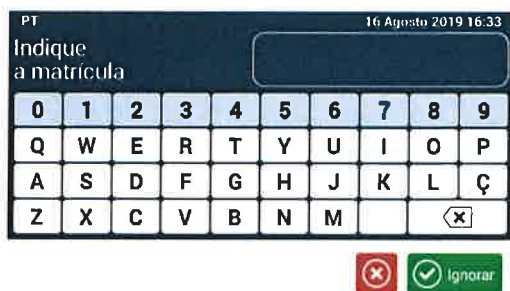 PT 16 Agosto 2019 16:33
Indique
a matrícula
0 1 2 3 4 5 6 7 8 9
Q W E R T Y U I O P
A S D F G H J K L Ç
Z X C V B N M
Ignorar